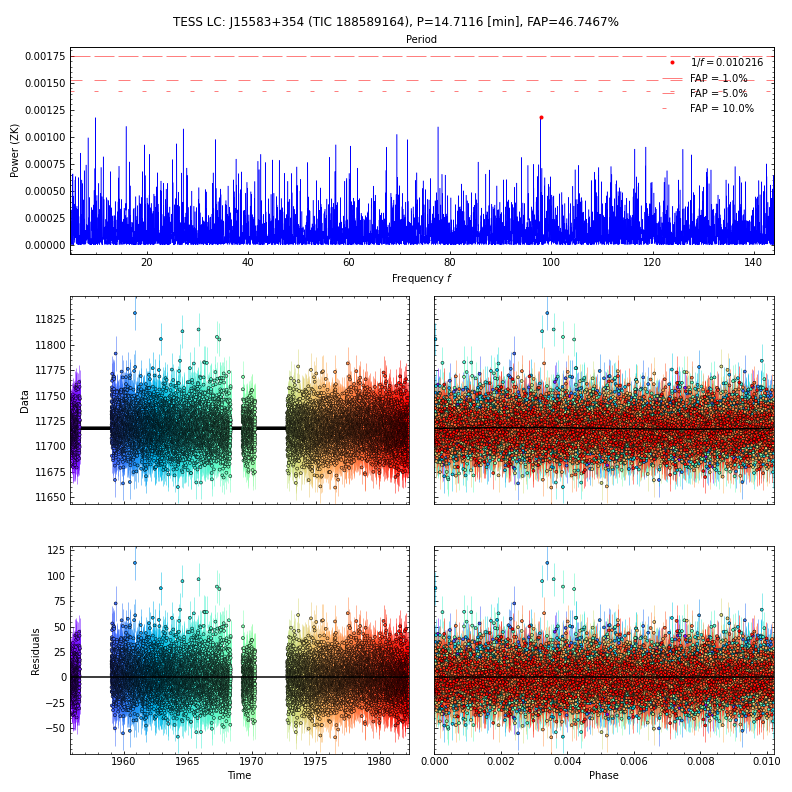 TESS LC: J15583+354 (TIC 188589164), P=14.7116 [min], FAP=46.7467%
Period
0.00175
0.00150
0.00125
0.00100
0.00075
0.00050
0.00025
0.00000
Power (ZK)
1/f = 0.010216
FAP = 1.0%
FAP = 5.0%
FAP = 10.0%
20 40 60 80 100 120 140
Frequency f
11825
11800
11775
11750
11725
11700
11675
11650
Data
125
100
75
50
25
0
−25
−50
Residuals
1960 1965 1970 1975 1980
Time
0.000 0.002 0.004 0.006 0.008 0.010
Phase